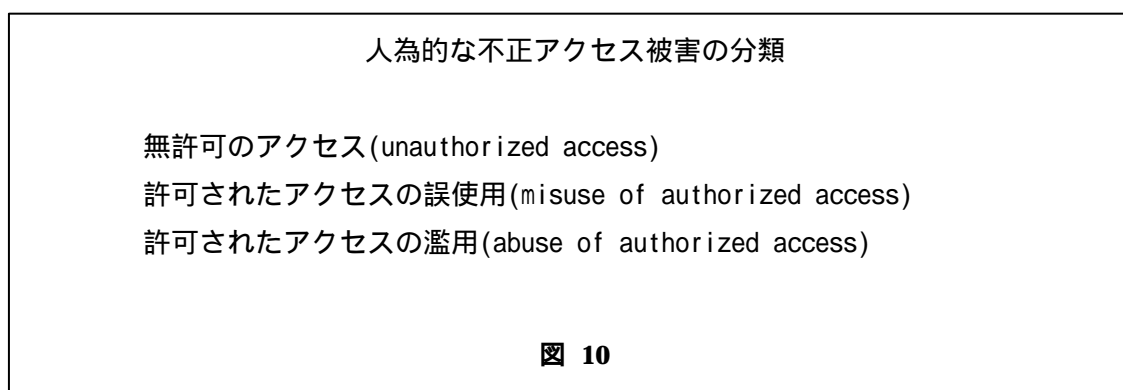 人為的な不正アクセス被害の分類
無許可のアクセス(unauthorized access)
許可されたアクセスの誤使用(misuse of authorized access)
許可されたアクセスの濫用(abuse of authorized access)
図 10